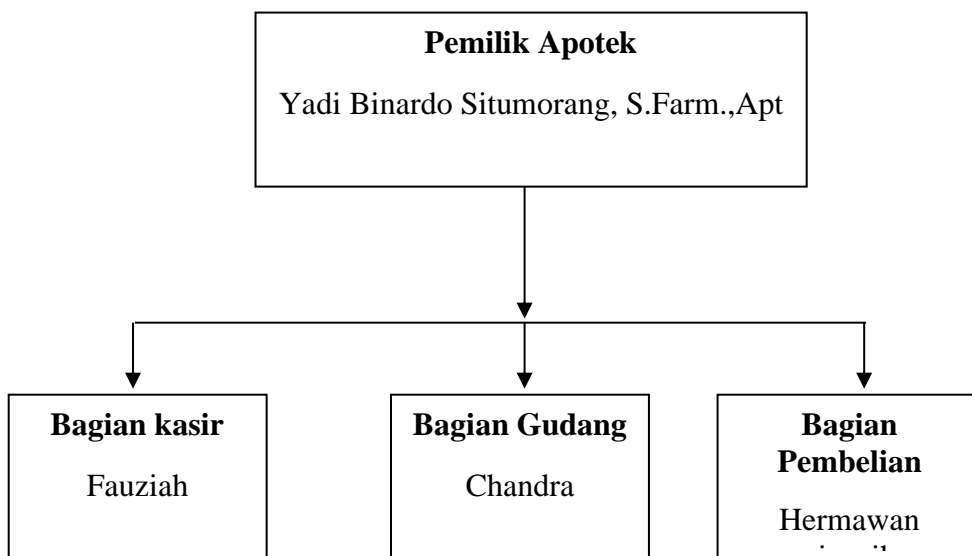 Pemilik Apotek
Yadi Binardo Situmorang, S.Farm.,Apt
Bagian kasir
Fauziah
Bagian Gudang
Chandra
Bagian
Pembelian
Hermawan